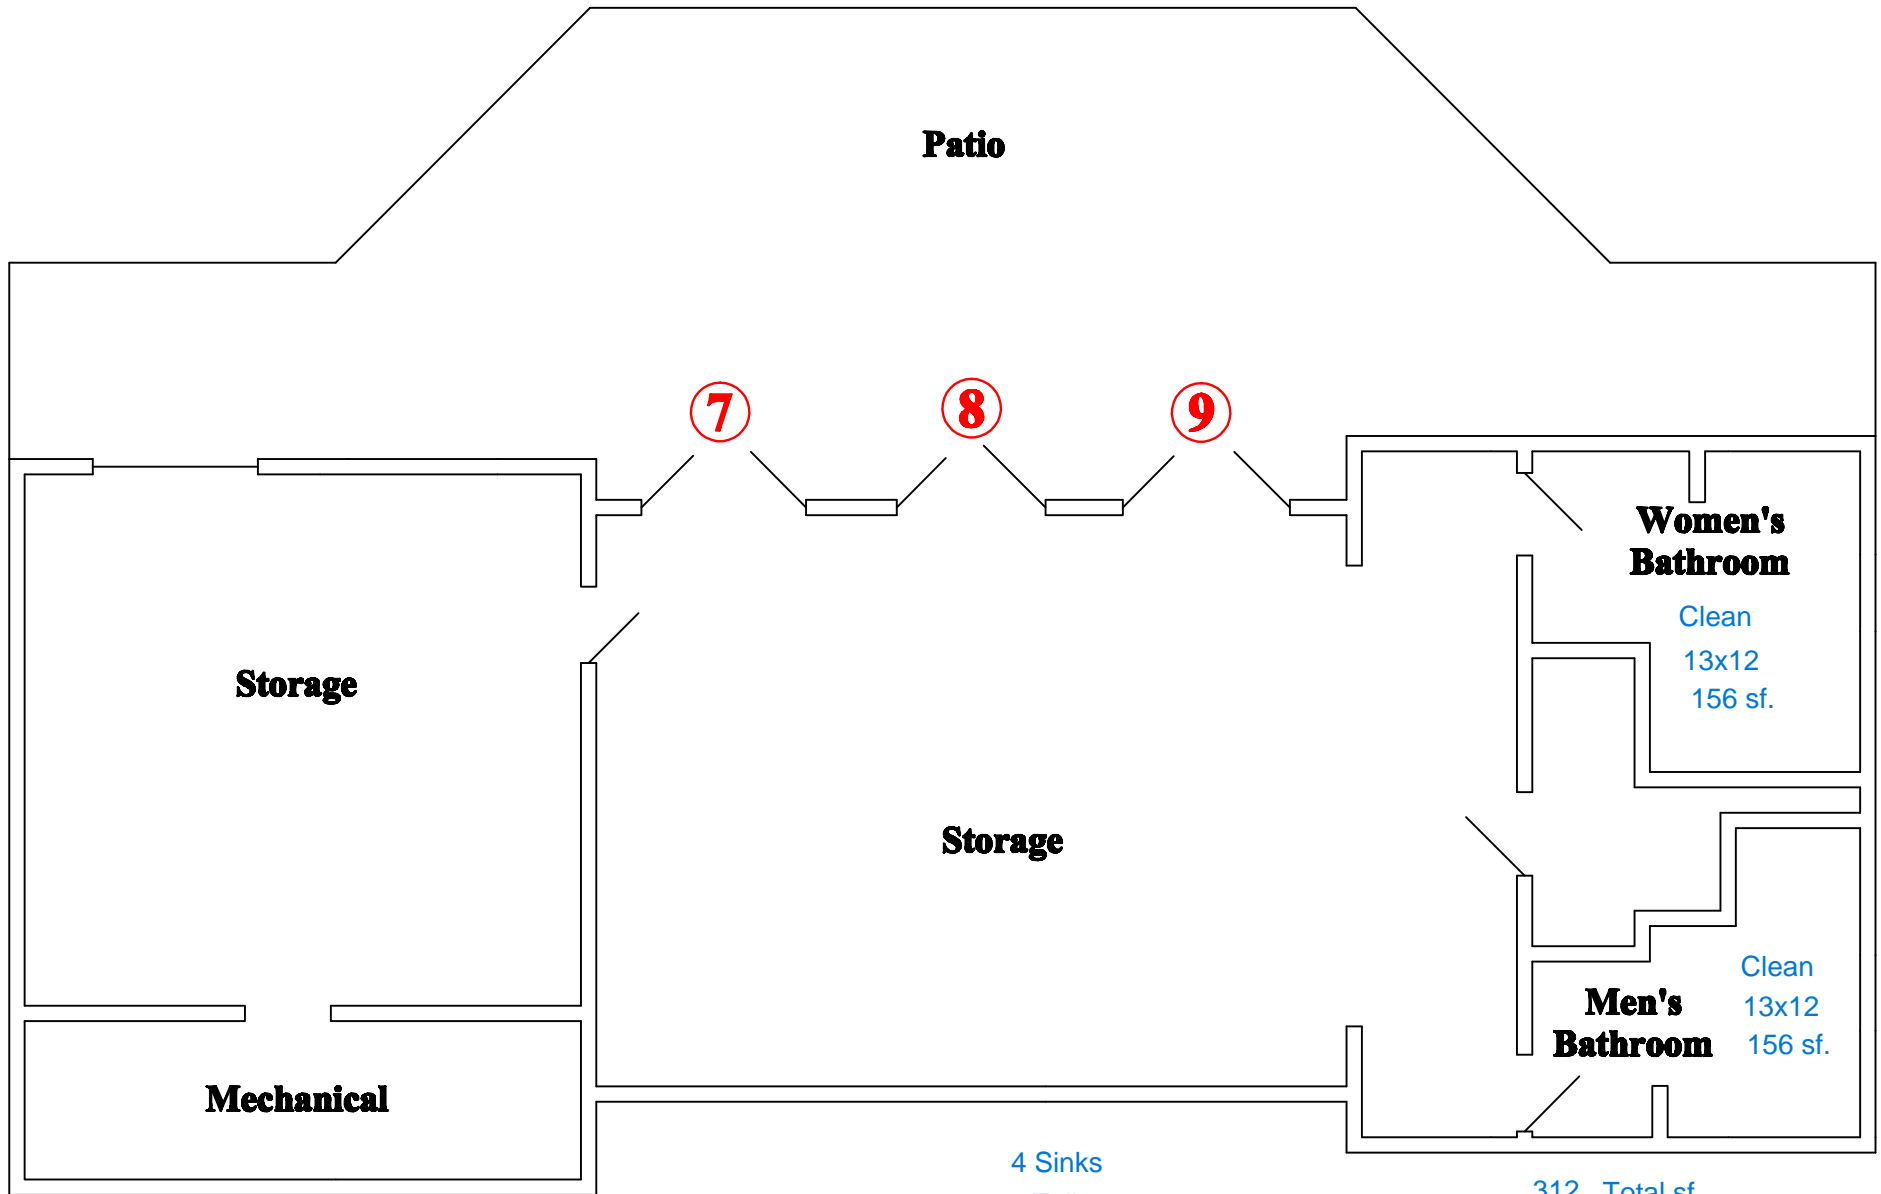 Patio
7 8 9
Women's
Bathroom
Clean
13x12
156 sf.
Storage
Storage
Clean
13x12
156 sf.
Men's
Bathroom
Mechanical
4 Sinks
312 Total sf